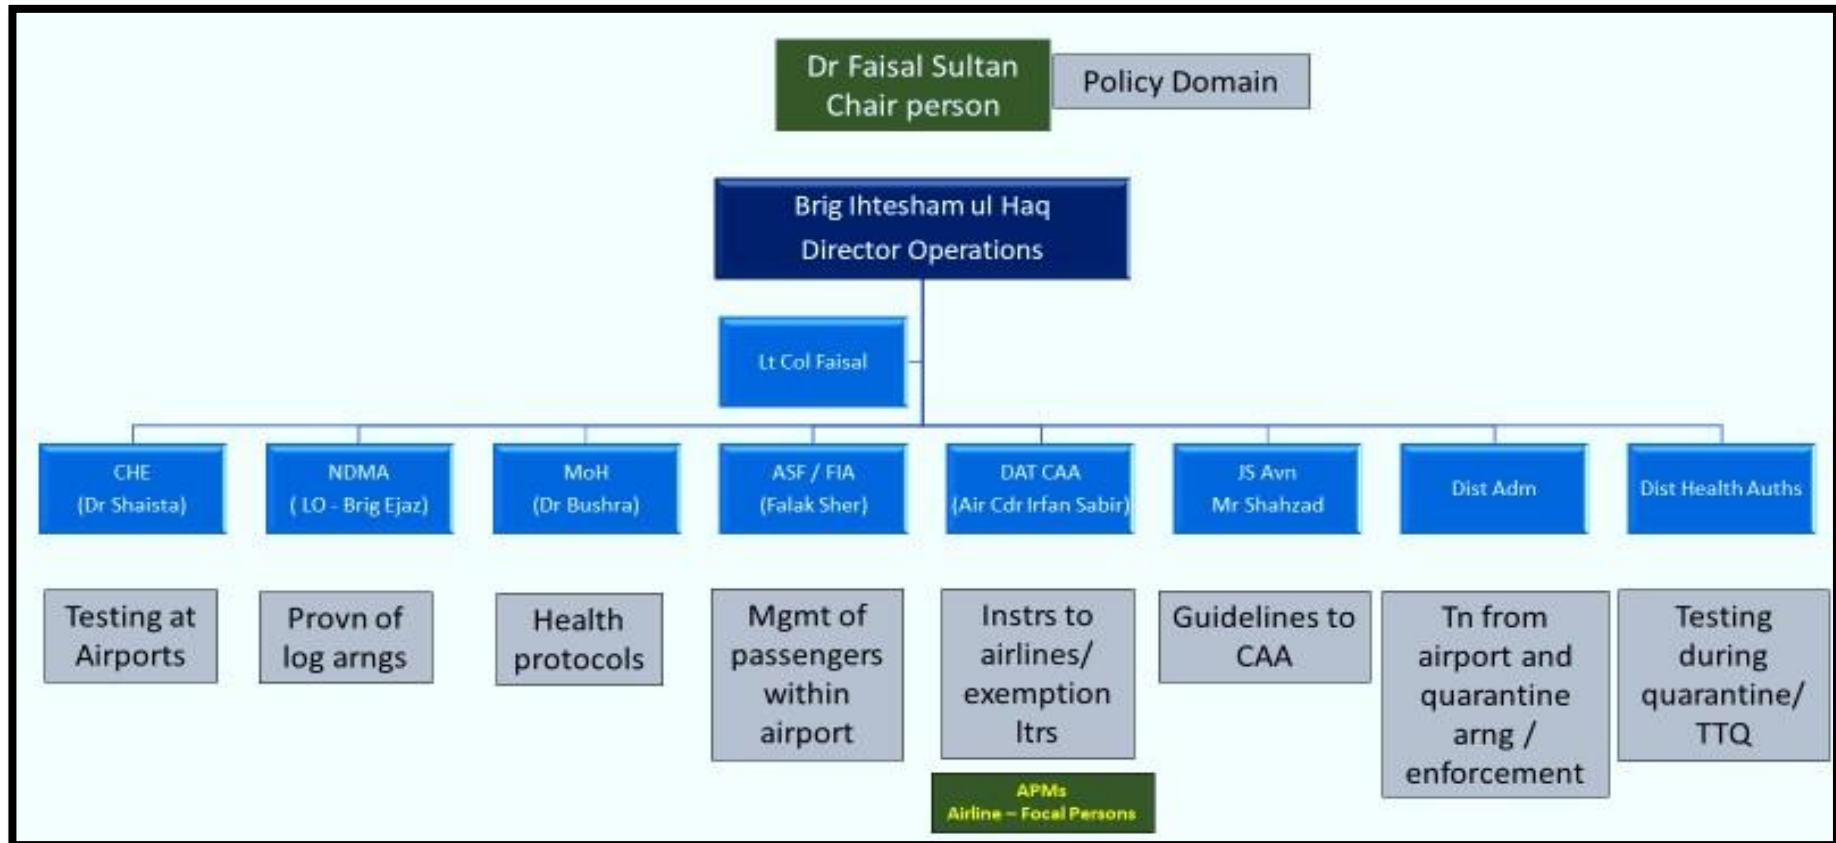 Dr Faisal Sultan
Chair person
Policy Domain
Brig Ihtesham ul Haq
Director Operations
Lt Col Faisal
CHE
(Dr Shaista)
NDMA
( LO - Brig Ejaz)
MoH
(Dr Bushra)
ASF / FIA
(Falak Sher)
DAT CAA
(Air Cdr Irfan Sabir)
JS Avn
Mr Shahzad
Dist Adm
Dist Health Auths
Testing at
Airports
Provn of
log arngs
Health
protocols
Mgmt of
passengers
within
airport
Instrs to
airlines/
exemption
ltrs
Guidelines to
CAA
Tn from
airport and
quarantine
arng /
enforcement
Testing
during
quarantine/
TTQ
APMs
Airline – Focal Persons